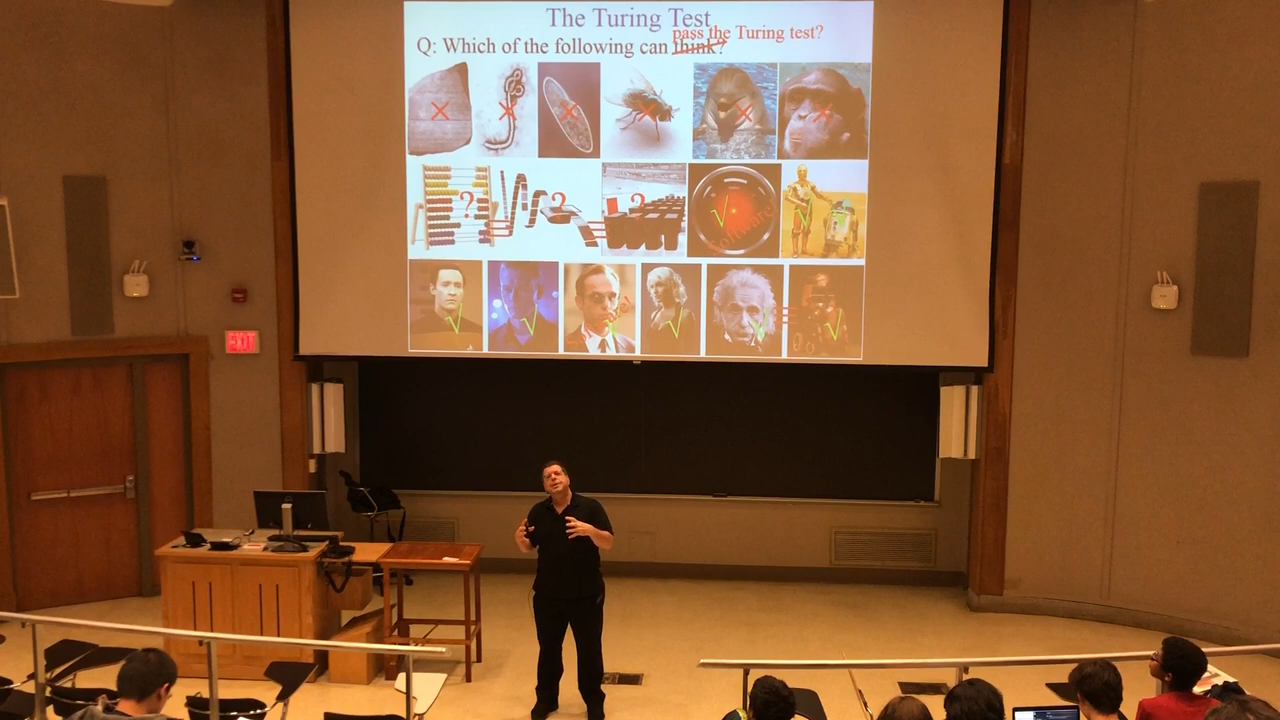 The Turing Test
pass the Turing test?
Q: Which of the following can think?
? ? ?
software
EXIT